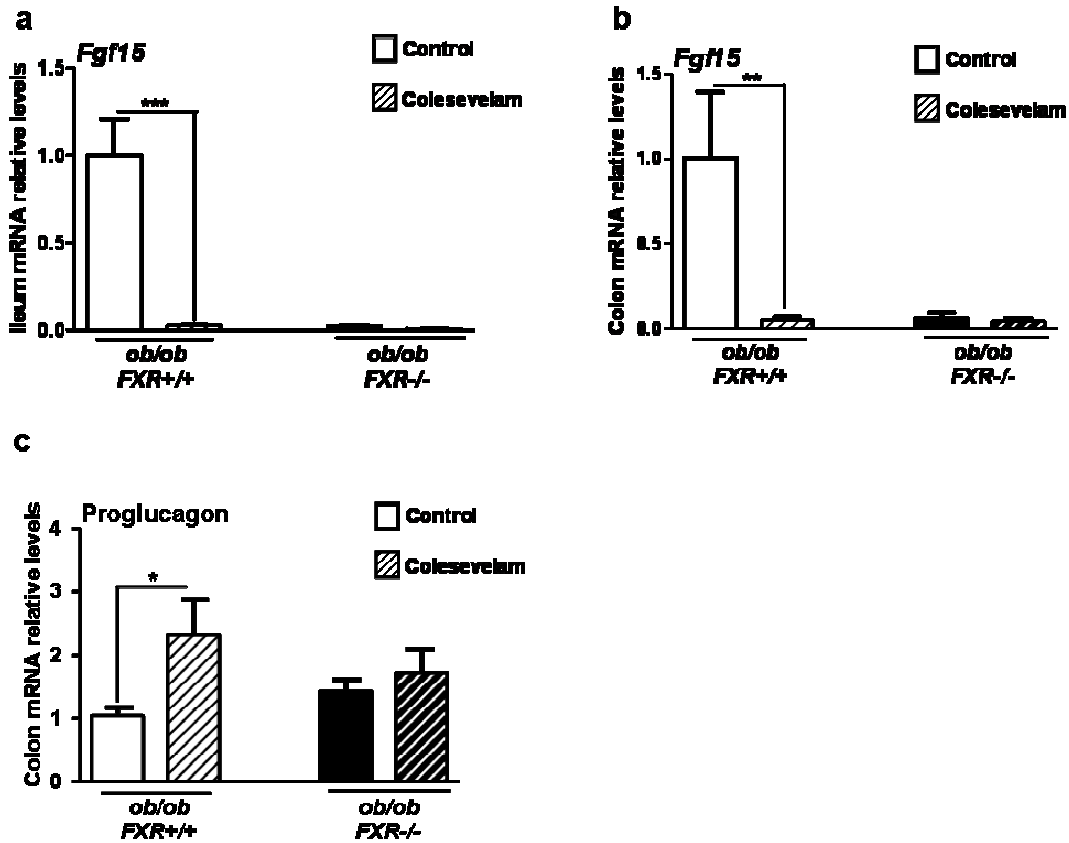 a
Fgf15
Control
Colesevelam
Ileum mRNA relative levels
1.5
1.0
0.5
0.0
***
ob/ob
FXR+/+
ob/ob
FXR-/-
b
Fgf15
Control
Colesevelam
Colon mRNA relative levels
1.5
1.0
0.5
0.0
**
ob/ob
FXR+/+
ob/ob
FXR-/-
c
Proglucagon
Control
Colesevelam
Colon mRNA relative levels
4
3
2
1
0
*
ob/ob
FXR+/+
ob/ob
FXR-/-